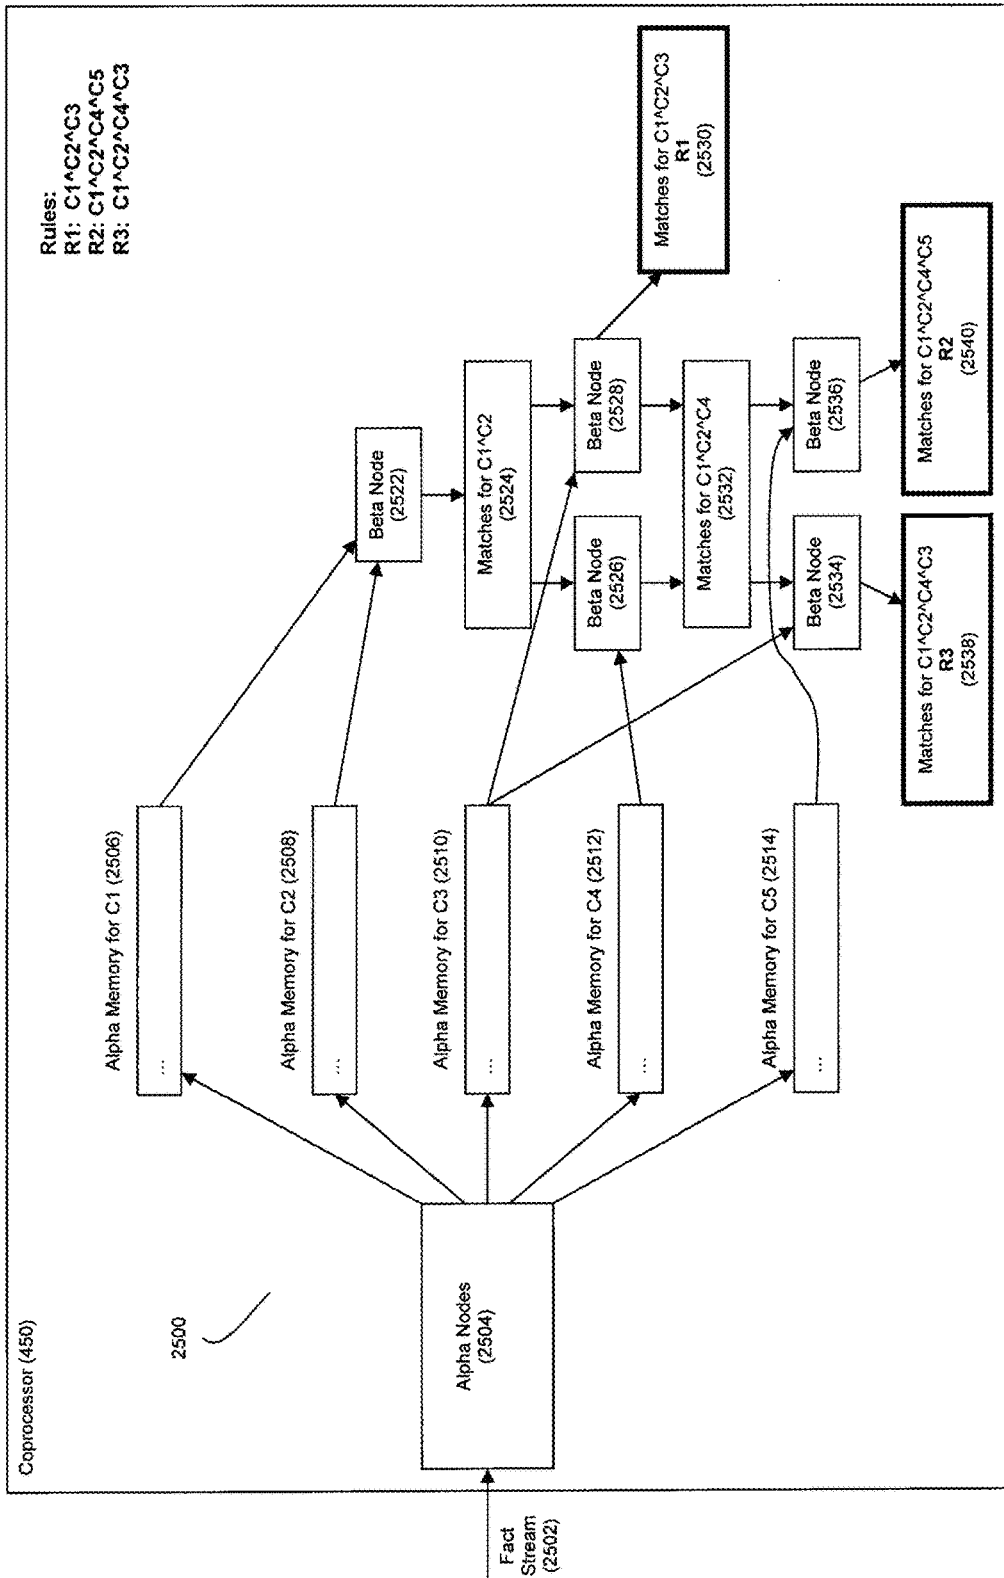 Coprocessor (450)
Rules:
R1: C1^C2^C3
R2: C1^C2^C4^C5
R3: C1^C2^C4^C3
2500
Fact
Stream
(2502)
Alpha Nodes
(2504)
Alpha Memory for C1 (2506)
...
Alpha Memory for C2 (2508)
...
Alpha Memory for C3 (2510)
...
Alpha Memory for C4 (2512)
...
Alpha Memory for C5 (2514)
...
Beta Node
(2522)
Matches for C1^C2
(2524)
Beta Node
(2526)
Beta Node
(2528)
Matches for C1^C2^C3
R1
(2530)
Matches for C1^C2^C4
(2532)
Beta Node
(2534)
Beta Node
(2536)
Matches for C1^C2^C4^C3
R3
(2538)
Matches for C1^C2^C4^C5
R2
(2540)